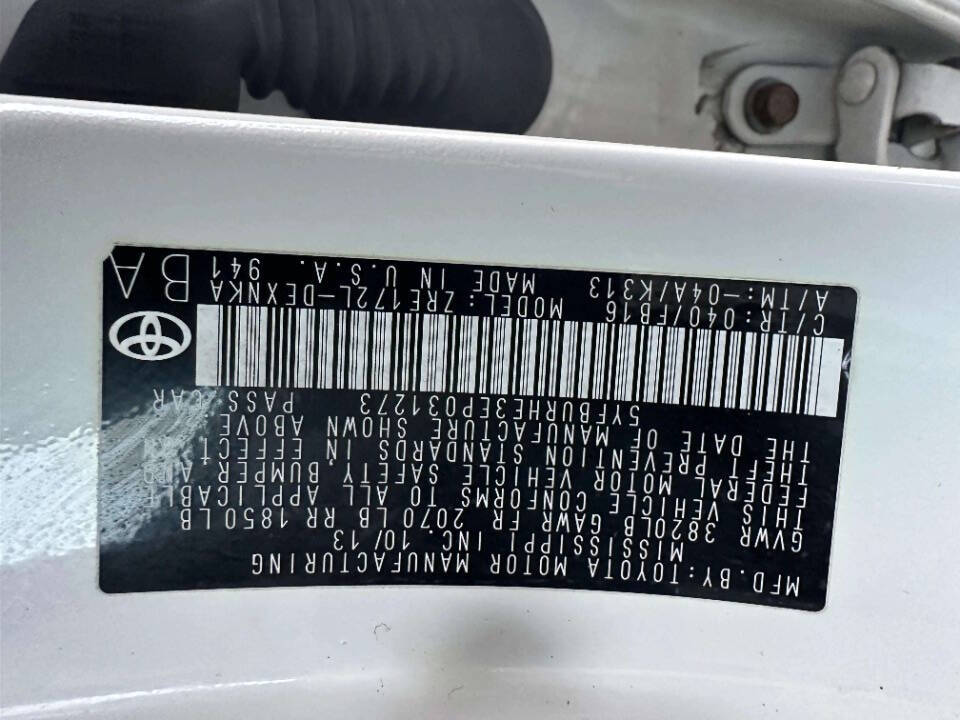 MFD. BY: TOYOTA MOTOR MANUFACTURING
MISSISSIPPI INC. 10/13
GVWR 3820LB GAWR FR 2070 LB RR 1850 LB
THIS VEHICLE CONFORMS TO ALL APPLICABLE
FEDERAL MOTOR VEHICLE SAFETY BUMPER AND
THEFT PREVENTION STANDARDS IN EFFECT ON
THE DATE OF MANUFACTURE SHOWN ABOVE
5YFBURHE3EP031273 PASS CAR
C/TR: 040/FB16 MODEL: ZRE172L-DEXNKA
A/TM: -04A/K313 MADE IN U.S.A. 941
BA